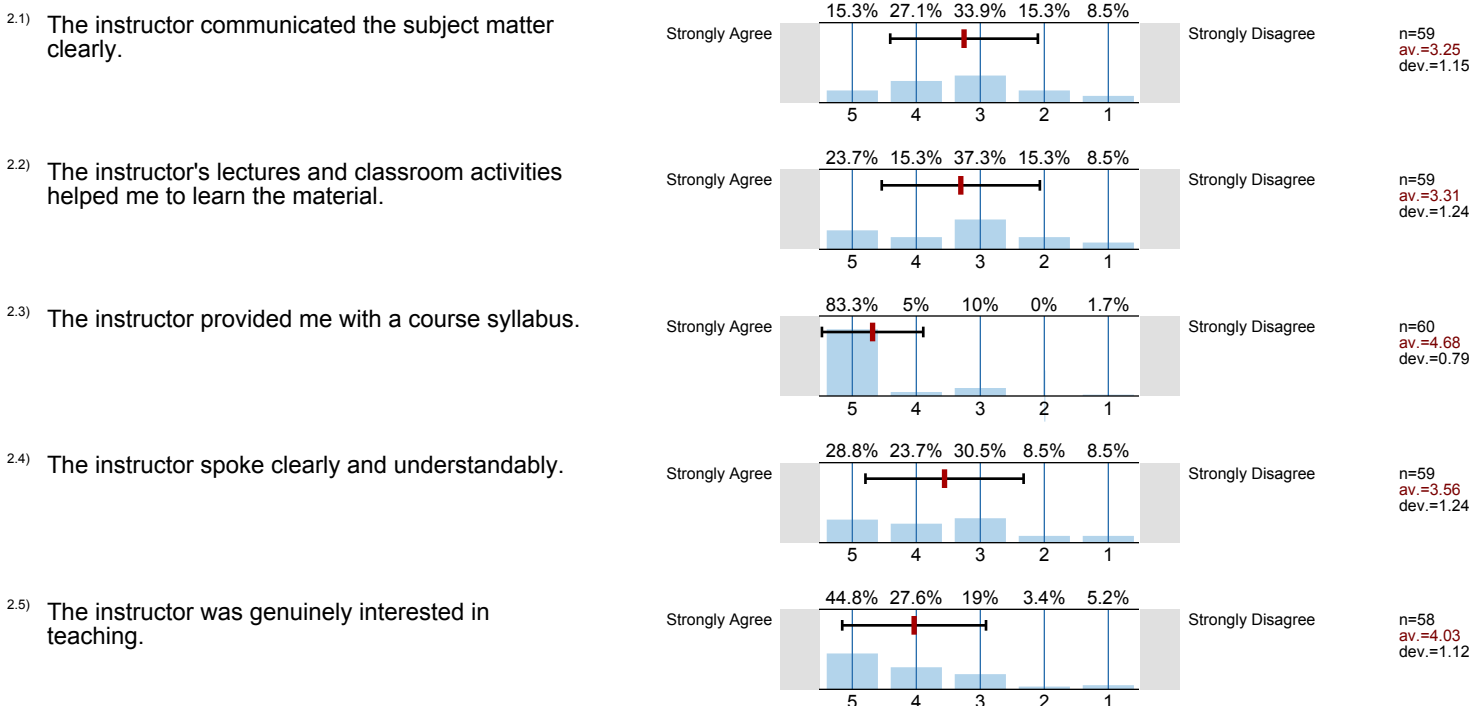 15.3% 27.1% 33.9% 15.3% 8.5%
2.1) The instructor communicated the subject matter
clearly.
Strongly Agree
Strongly Disagree
n=59
av.=3.25
dev.=1.15
5 4 3 2 1
23.7% 15.3% 37.3% 15.3% 8.5%
2.2) The instructor's lectures and classroom activities
helped me to learn the material.
Strongly Agree
Strongly Disagree
n=59
av.=3.31
dev.=1.24
5 4 3 2 1
83.3% 5% 10% 0% 1.7%
2.3) The instructor provided me with a course syllabus.
Strongly Agree
Strongly Disagree
n=60
av.=4.68
dev.=0.79
5 4 3 2 1
28.8% 23.7% 30.5% 8.5% 8.5%
2.4) The instructor spoke clearly and understandably.
Strongly Agree
Strongly Disagree
n=59
av.=3.56
dev.=1.24
5 4 3 2 1
44.8% 27.6% 19% 3.4% 5.2%
2.5) The instructor was genuinely interested in
teaching.
Strongly Agree
Strongly Disagree
n=58
av.=4.03
dev.=1.12
5 4 3 2 1